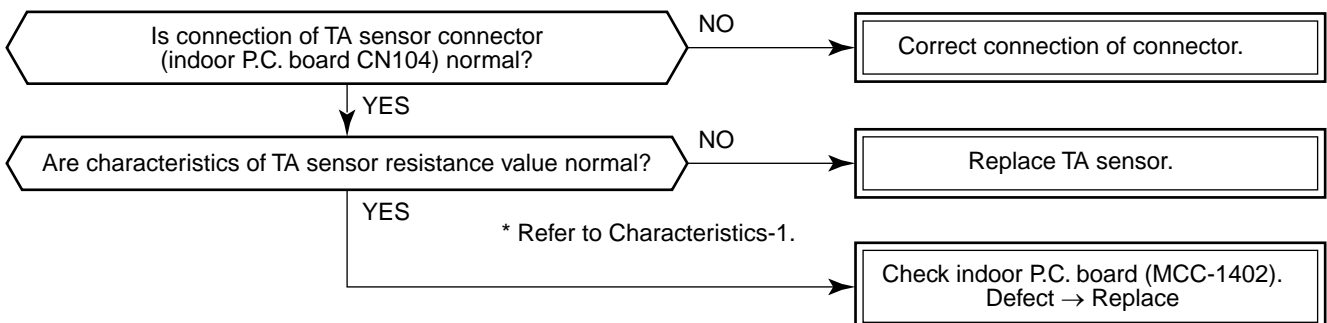 Is connection of TA sensor connector
(indoor P.C. board CN104) normal?
NO
Correct connection of connector.
YES
Are characteristics of TA sensor resistance value normal?
NO
Replace TA sensor.
YES
* Refer to Characteristics-1.
Check indoor P.C. board (MCC-1402).
Defect → Replace